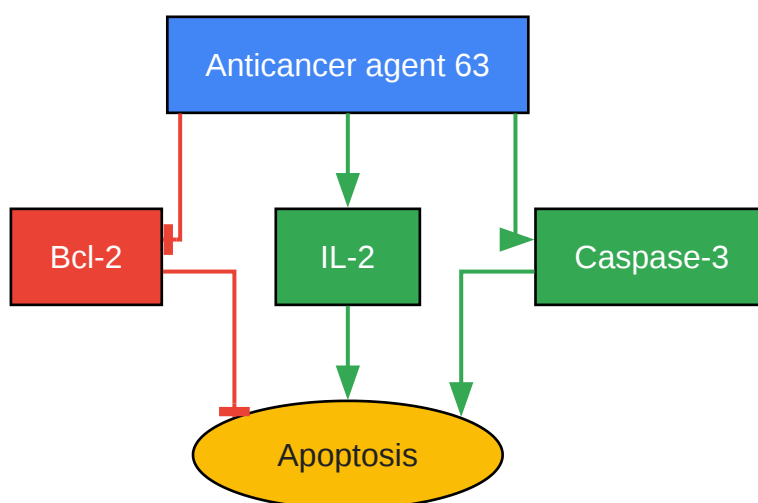 Anticancer agent 63
Bcl-2
IL-2
Caspase-3
Apoptosis